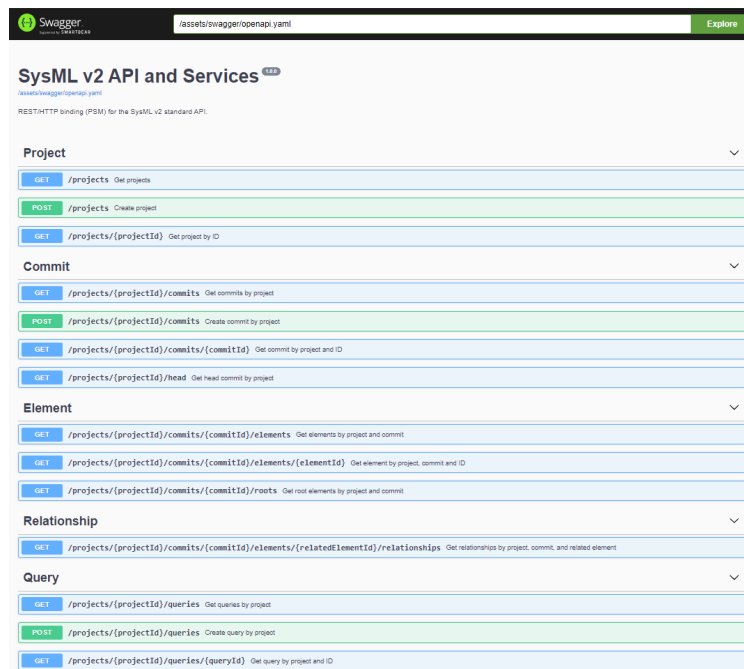 Swagger.
Supported by SMARTBEAR
/assets/swagger/openapi.yaml
Explore
SysML v2 API and Services 1.0.0
/assets/swagger/openapi.yaml
REST/HTTP binding (PSM) for the SysML v2 standard API.
Project
GET /projects Get projects
POST /projects Create project
GET /projects/{projectId} Get project by ID
Commit
GET /projects/{projectId}/commits Get commits by project
POST /projects/{projectId}/commits Create commit by project
GET /projects/{projectId}/commits/{commitId} Get commit by project and ID
GET /projects/{projectId}/head Get head commit by project
Element
GET /projects/{projectId}/commits/{commitId}/elements Get elements by project and commit
GET /projects/{projectId}/commits/{commitId}/elements/{elementId} Get element by project, commit and ID
GET /projects/{projectId}/commits/{commitId}/roots Get root elements by project and commit
Relationship
GET /projects/{projectId}/commits/{commitId}/elements/{relatedElementId}/relationships Get relationships by project, commit, and related element
Query
GET /projects/{projectId}/queries Get queries by project
POST /projects/{projectId}/queries Create query by project
GET /projects/{projectId}/queries/{queryId} Get query by project and ID